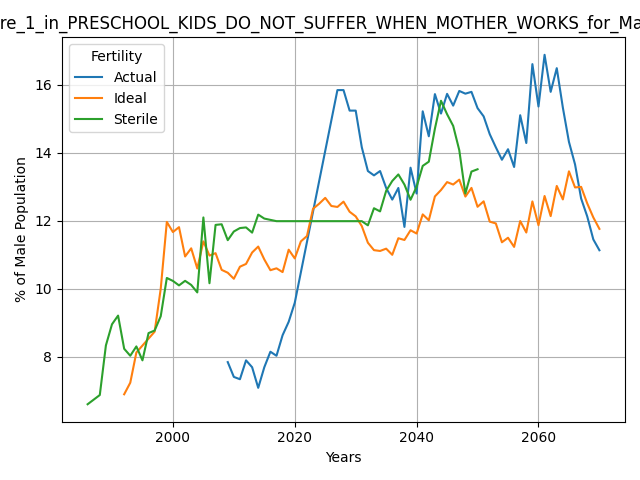 re_1_in_PRESCHOOL_KIDS_DO_NOT_SUFFER_WHEN_MOTHER_WORKS_for_Ma
Fertility
Actual
Ideal
Sterile
% of Male Population
16
14
12
10
8
2000 2020 2040 2060
Years